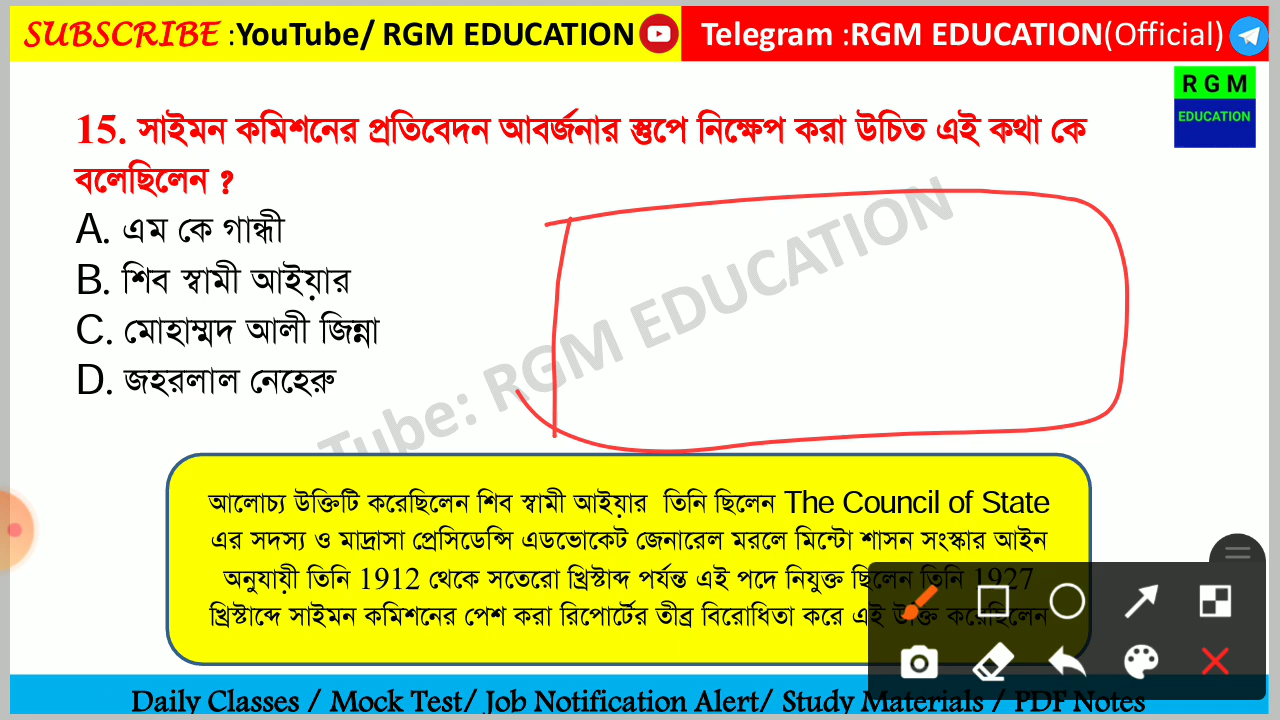 SUBSCRIBE :YouTube/ RGM EDUCATION
Telegram :RGM EDUCATION(Official)
R G M
EDUCATION
15. সাইমন কমিশনের প্রতিবেদন আবর্জনার স্তুপে নিক্ষেপ করা উচিত এই কথা কে
বলেছিলেন ?
A. এম কে গান্ধী
B. শিব স্বামী আইয়ার
C. মোহাম্মদ আলী জিন্না
D. জহরলাল নেহেরু
Tube: RGM EDUCATION
আলোচ্য উক্তিটি করেছিলেন শিব স্বামী আইয়ার তিনি ছিলেন The Council of State
এর সদস্য ও মাদ্রাসা প্রেসিডেন্সি এডভোকেট জেনারেল মরলে মিন্টো শাসন সংস্কার আইন
অনুযায়ী তিনি 1912 থেকে সতেরো খ্রিস্টাব্দ পর্যন্ত এই পদে নিযুক্ত ছিলেন তিনি 1927
খ্রিস্টাব্দে সাইমন কমিশনের পেশ করা রিপোর্টের তীব্র বিরোধিতা করে এই উক্তি করেছিলেন
Daily Classes / Mock Test/ Job Notification Alert/ Study Materials / PDF Notes